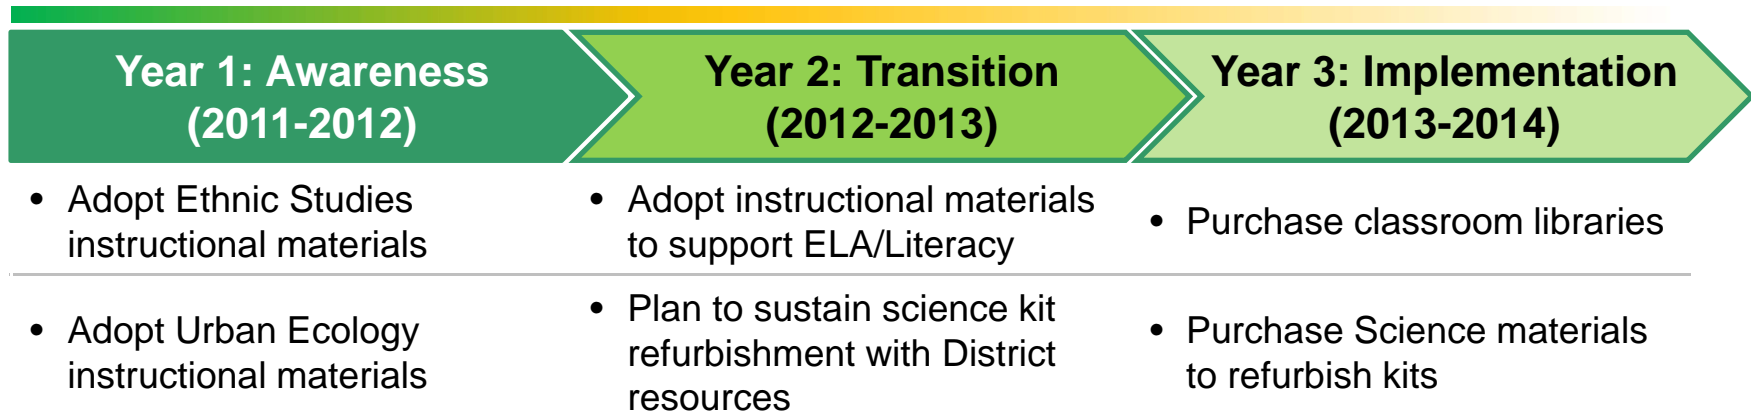 Year 1: Awareness
(2011-2012)
Year 2: Transition
(2012-2013)
Year 3: Implementation
(2013-2014)
• Adopt Ethnic Studies
instructional materials
• Adopt instructional materials
to support ELA/Literacy
• Purchase classroom libraries
• Adopt Urban Ecology
instructional materials
• Plan to sustain science kit
refurbishment with District
resources
• Purchase Science materials
to refurbish kits